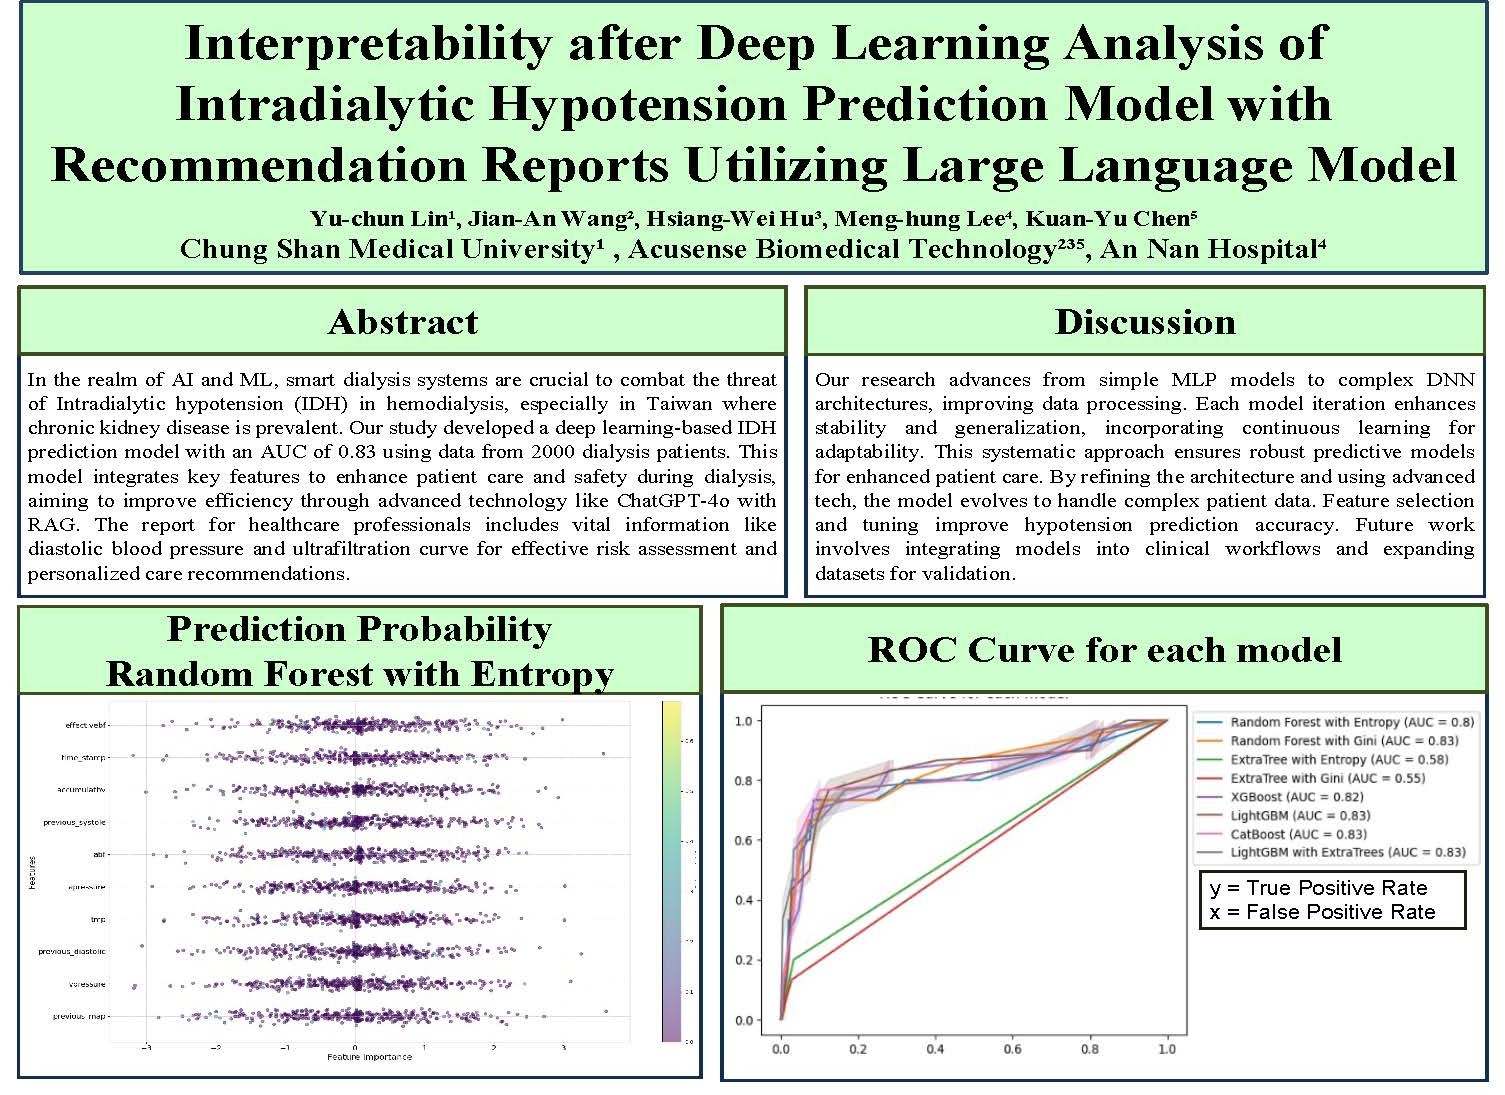 Interpretability after Deep Learning Analysis of
Intradialytic Hypotension Prediction Model with
Recommendation Reports Utilizing Large Language Model
Yu-chun Lin¹, Jian-An Wang², Hsiang-Wei Hu³, Meng-hung Lee⁴, Kuan-Yu Chen⁵
Chung Shan Medical University¹ , Acusense Biomedical Technology²³⁵, An Nan Hospital⁴
Abstract
In the realm of AI and ML, smart dialysis systems are crucial to combat the threat
of Intradialytic hypotension (IDH) in hemodialysis, especially in Taiwan where
chronic kidney disease is prevalent. Our study developed a deep learning-based IDH
prediction model with an AUC of 0.83 using data from 2000 dialysis patients. This
model integrates key features to enhance patient care and safety during dialysis,
aiming to improve efficiency through advanced technology like ChatGPT-4o with
RAG. The report for healthcare professionals includes vital information like
diastolic blood pressure and ultrafiltration curve for effective risk assessment and
personalized care recommendations.
Discussion
Our research advances from simple MLP models to complex DNN
architectures, improving data processing. Each model iteration enhances
stability and generalization, incorporating continuous learning for
adaptability. This systematic approach ensures robust predictive models
for enhanced patient care. By refining the architecture and using advanced
tech, the model evolves to handle complex patient data. Feature selection
and tuning improve hypotension prediction accuracy. Future work
involves integrating models into clinical workflows and expanding
datasets for validation.
Prediction Probability
Random Forest with Entropy
effectivebf
time_stamp
accumulatbv
previous_systole
abf
apressure
tmp
previous_diastolic
vpressure
previous_map
Features
-3 -2 -1 0 1 2 3
Feature Importance
ROC Curve for each model
1.0
0.8
0.6
0.4
0.2
0.0
0.0 0.2 0.4 0.6 0.8 1.0
Random Forest with Entropy (AUC = 0.8)
Random Forest with Gini (AUC = 0.83)
ExtraTree with Entropy (AUC = 0.58)
ExtraTree with Gini (AUC = 0.55)
XGBoost (AUC = 0.82)
LightGBM (AUC = 0.83)
CatBoost (AUC = 0.83)
LightGBM with ExtraTrees (AUC = 0.83)
y = True Positive Rate
x = False Positive Rate